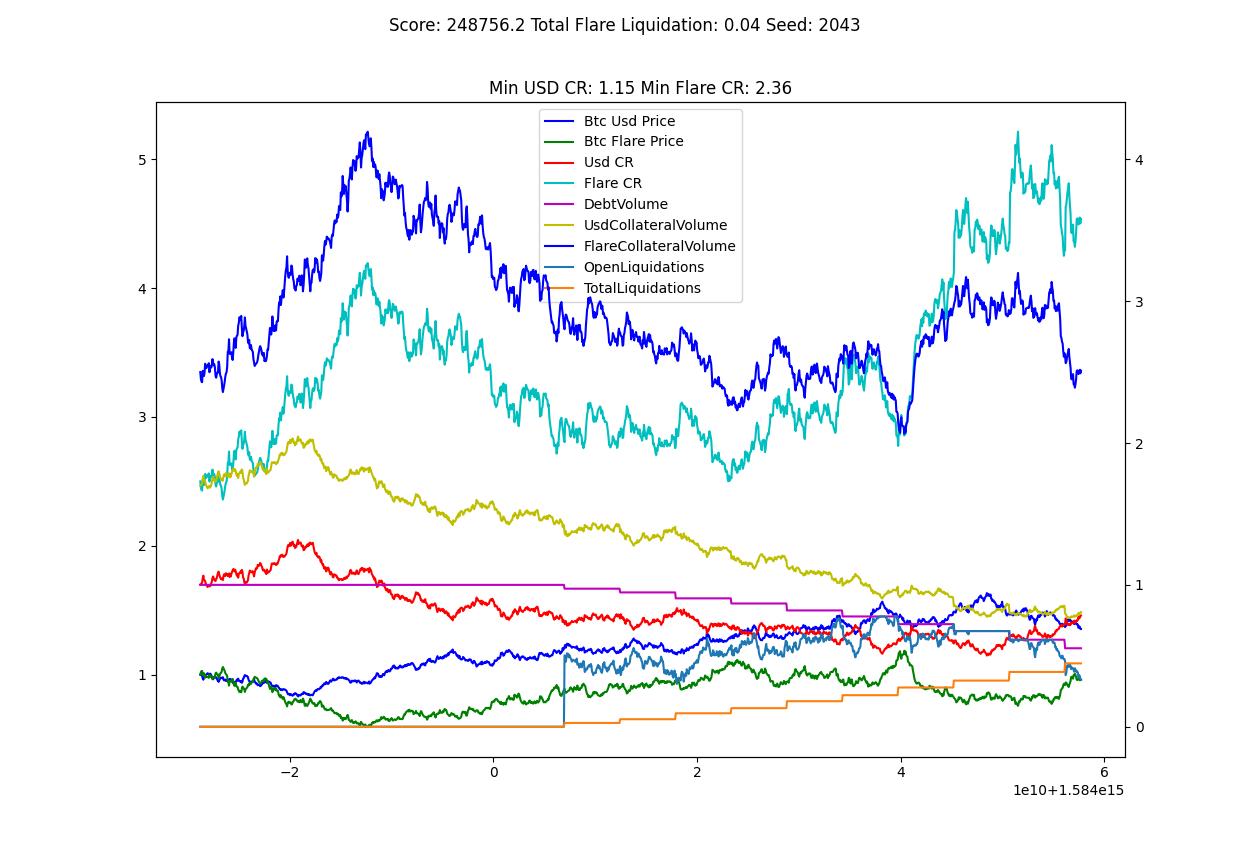 Score: 248756.2 Total Flare Liquidation: 0.04 Seed: 2043
Min USD CR: 1.15 Min Flare CR: 2.36
Btc Usd Price
Btc Flare Price
Usd CR
Flare CR
DebtVolume
UsdCollateralVolume
FlareCollateralVolume
OpenLiquidations
TotalLiquidations
5
4
3
2
1
4
3
2
1
0
−2 0 2 4 6
1e10+1.584e15